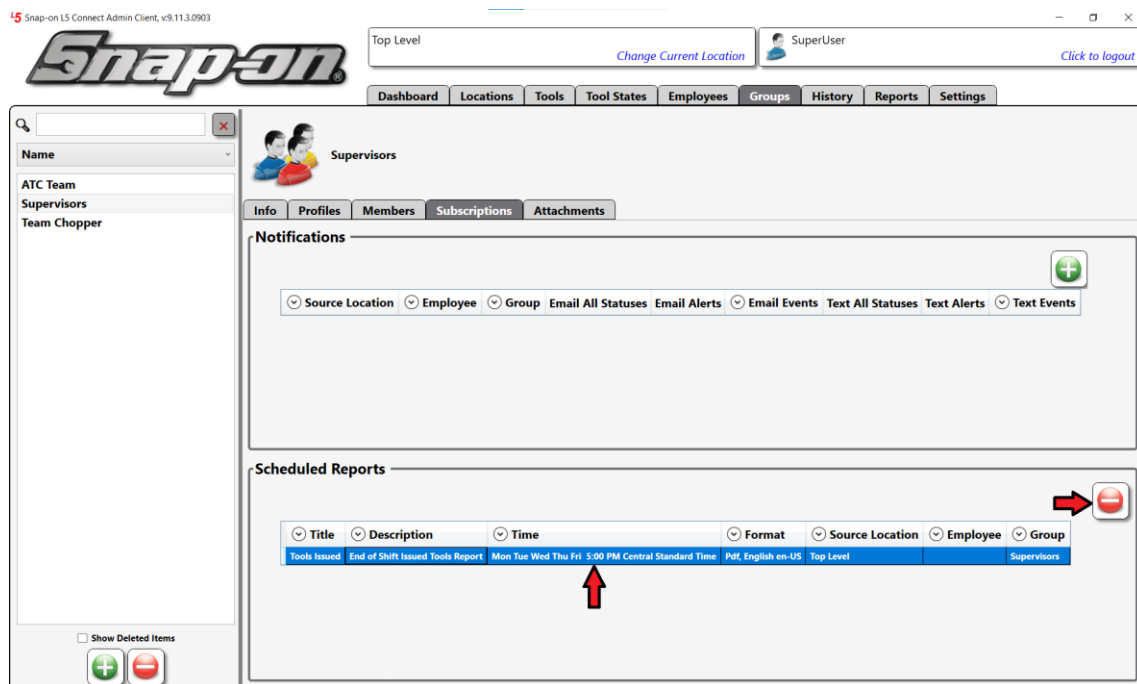 L5 Snap-on L5 Connect Admin Client, v:9.11.3.0903
Snap-on®
Top Level
Change Current Location
SuperUser
Click to logout
Dashboard Locations Tools Tool States Employees Groups History Reports Settings
Name
ATC Team
Supervisors
Team Chopper
Show Deleted Items
Supervisors
Info Profiles Members Subscriptions Attachments
Notifications
Source Location Employee Group Email All Statuses Email Alerts Email Events Text All Statuses Text Alerts Text Events
Scheduled Reports
Title Description Time Format Source Location Employee Group
Tools Issued End of Shift Issued Tools Report Mon Tue Wed Thu Fri 5:00 PM Central Standard Time Pdf, English en-US Top Level Supervisors